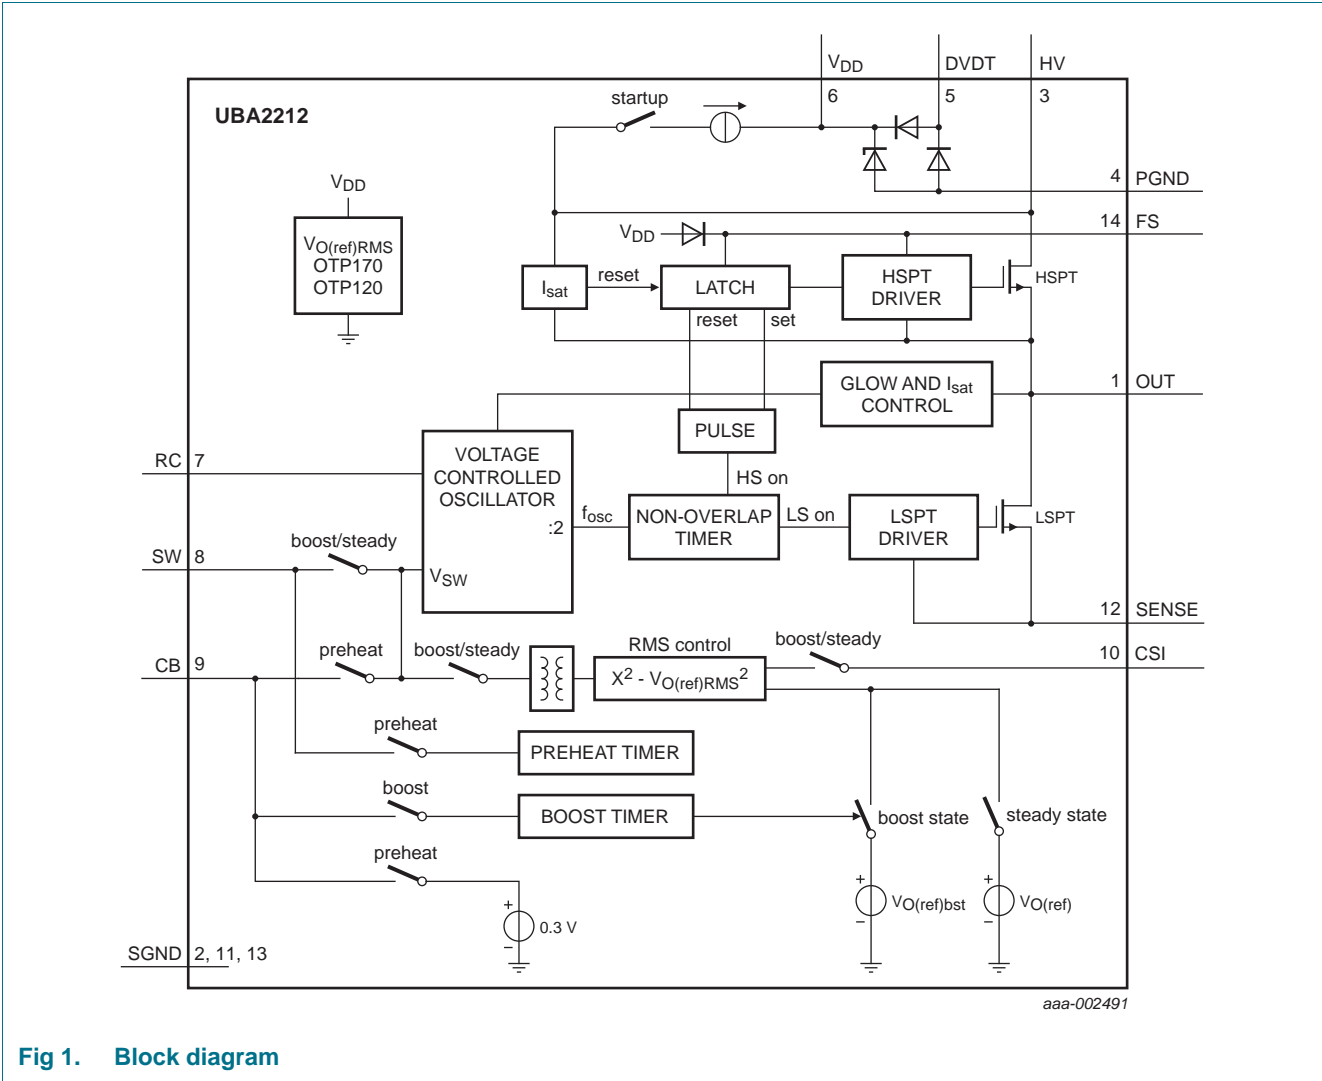 VDD
DVDT
HV
6
5
3
UBA2212
startup
4
PGND
VDD
14
FS
VDD
VO(ref)RMS
OTP170
OTP120
Isat
reset
LATCH
HSPT
DRIVER
HSPT
reset
set
GLOW AND Isat
CONTROL
1
OUT
PULSE
RC
7
VOLTAGE
CONTROLLED
OSCILLATOR
:2
HS on
fosc
NON-OVERLAP
TIMER
LS on
LSPT
DRIVER
LSPT
boost/steady
SW
8
VSW
12
SENSE
CB
9
preheat
boost/steady
RMS control
X2 - VO(ref)RMS2
boost/steady
10
CSI
preheat
PREHEAT TIMER
boost
BOOST TIMER
boost state
steady state
preheat
+
-
0.3 V
+
-
VO(ref)bst
+
-
VO(ref)
SGND
2, 11, 13
aaa-002491
Fig 1. Block diagram